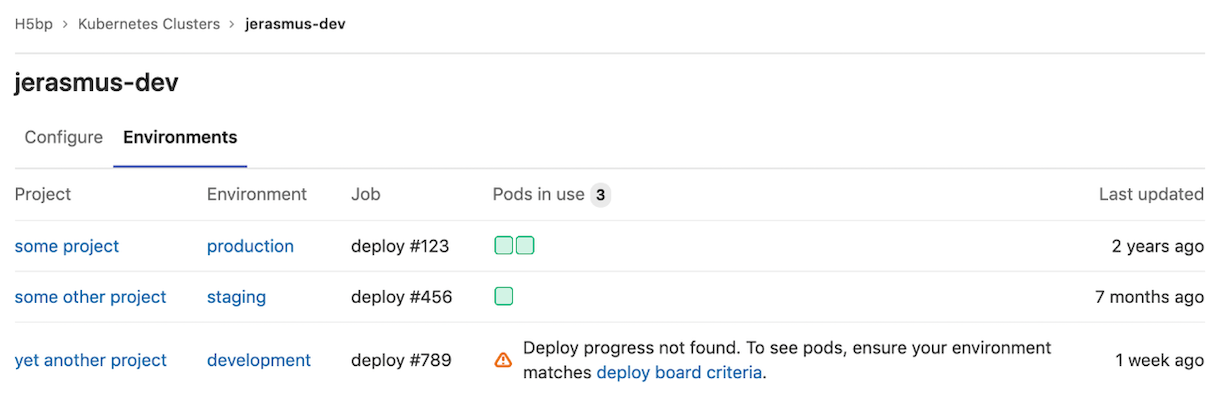 H5bp > Kubernetes Clusters > jerasmus-dev
jerasmus-dev
Configure Environments
Project Environment Job Pods in use 3 Last updated
some project production deploy #123 2 years ago
some other project staging deploy #456 7 months ago
yet another project development deploy #789 Deploy progress not found. To see pods, ensure your environment 1 week ago
matches deploy board criteria.